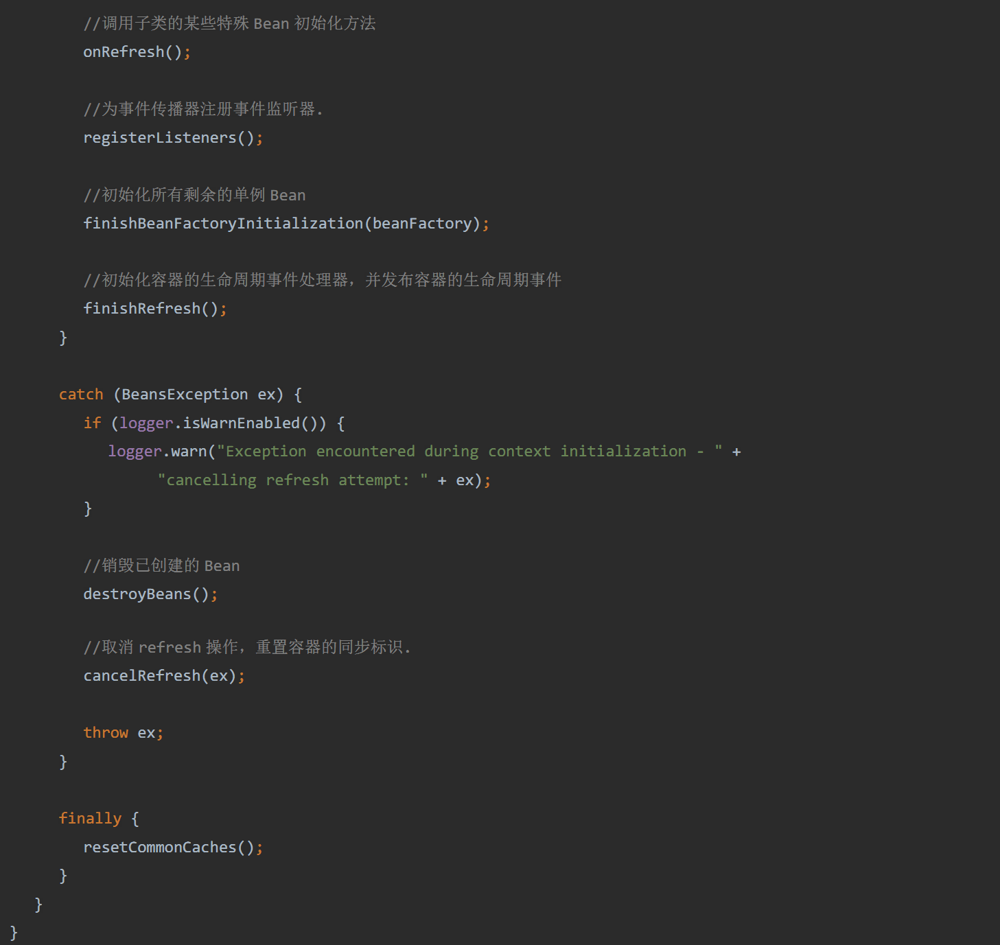 //调用子类的某些特殊 Bean 初始化方法
onRefresh();
//为事件传播器注册事件监听器.
registerListeners();
//初始化所有剩余的单例 Bean
finishBeanFactoryInitialization(beanFactory);
//初始化容器的生命周期事件处理器，并发布容器的生命周期事件
finishRefresh();
}
catch (BeansException ex) {
if (logger.isWarnEnabled()) {
logger.warn("Exception encountered during context initialization - " +
"cancelling refresh attempt: " + ex);
}
//销毁已创建的 Bean
destroyBeans();
//取消 refresh 操作，重置容器的同步标识.
cancelRefresh(ex);
throw ex;
}
finally {
resetCommonCaches();
}
}
}